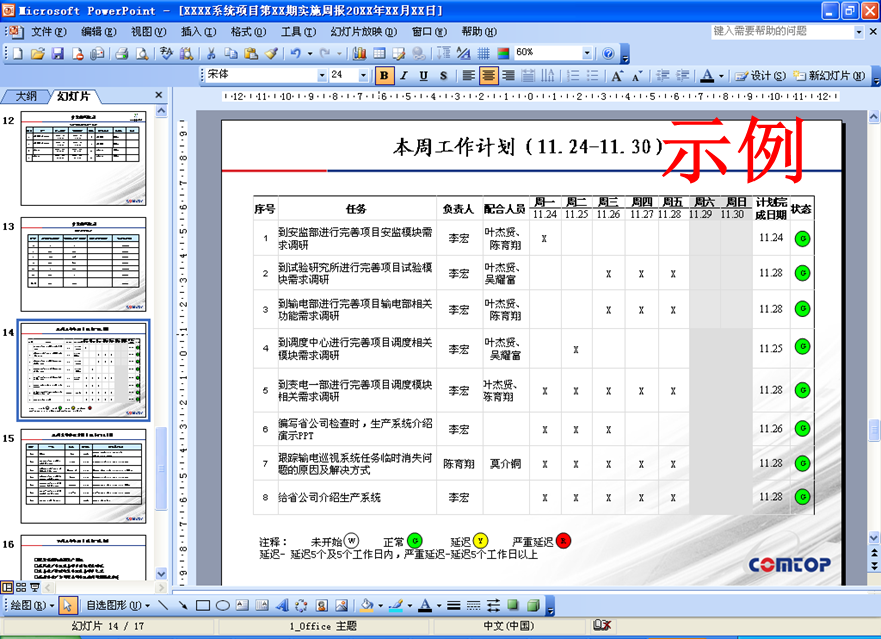 Microsoft PowerPoint - [XXXX系统项目第XX期实施周报20XX年XX月XX日]
文件(F) 编辑(E) 视图(V) 插入(I) 格式(O) 工具(T) 幻灯片放映(D) 窗口(W) 帮助(H) 键入需要帮助的问题
60%
宋体 24 B I U S A A A 设计(S) 新幻灯片(N)
大纲 幻灯片
12
13
14
15
16
本周工作计划(11.24-11.30)
示例
序号 任务 负责人 配合人员 周一 11.24 周二 11.25 周三 11.26 周四 11.27 周五 11.28 周六 11.29 周日 11.30 计划完成日期 状态
1 到安监部进行完善项目安监模块需求调研 李宏 叶杰贤、陈育翔 X 11.24 G
2 到试验研究所进行完善项目试验模块需求调研 李宏 叶杰贤、吴耀富 X X X 11.28 G
3 到输电部进行完善项目输电部相关功能需求调研 李宏 叶杰贤、陈育翔 X X X 11.28 G
4 到调度中心进行完善项目调度相关模块需求调研 李宏 叶杰贤、吴耀富 X 11.25 G
5 到变电一部进行完善项目调度模块相关需求调研 李宏 叶杰贤、陈育翔 X X X X X 11.28 G
6 编写省公司检查时，生产系统介绍演示PPT 李宏 X X X 11.26 G
7 跟踪输电巡视系统任务临时消失问题的原因及解决方式 陈育翔 莫介铜 X X X X X 11.28 G
8 给省公司介绍生产系统 李宏 X X X X X 11.28 G
注释： 未开始 W 正常 G 延迟 Y 严重延迟 R
延迟- 延迟5个及5个工作日内，严重延迟-延迟5个工作日以上
COMTOP
绘图(R) 自选图形(U)
幻灯片 14 / 17 1_Office 主题 中文(中国)